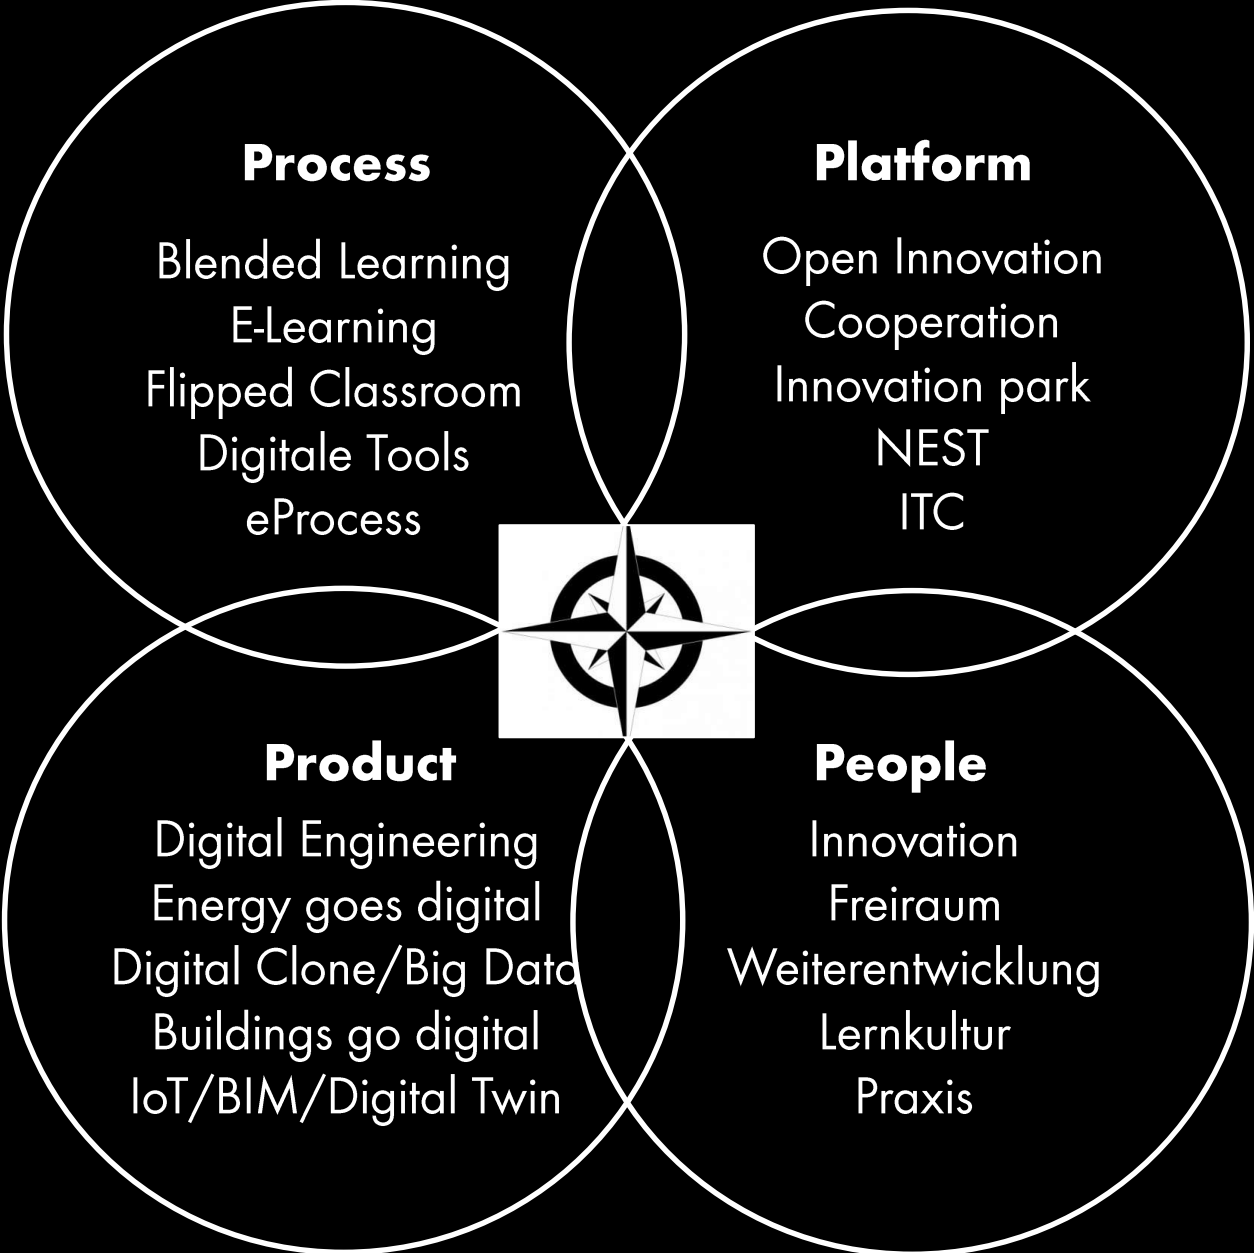 Process
Blended Learning
E-Learning
Flipped Classroom
Digitale Tools
eProcess
Platform
Open Innovation
Cooperation
Innovation park
NEST
ITC
Product
Digital Engineering
Energy goes digital
Digital Clone/Big Data
Buildings go digital
IoT/BIM/Digital Twin
People
Innovation
Freiraum
Weiterentwicklung
Lernkultur
Praxis